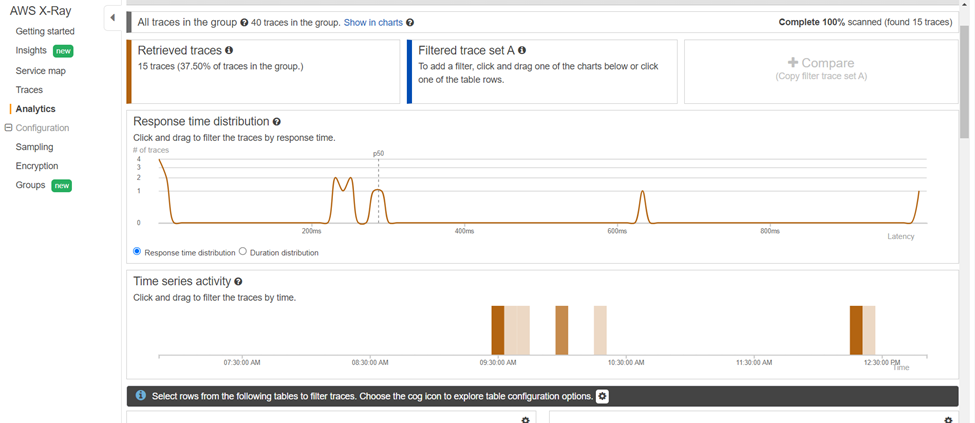 AWS X-Ray
Getting started
Insights new
Service map
Traces
Analytics
Configuration
Sampling
Encryption
Groups new
All traces in the group ? 40 traces in the group. Show in charts ?
Complete 100% scanned (found 15 traces)
Retrieved traces i
15 traces (37.50% of traces in the group.)
Filtered trace set A i
To add a filter, click and drag one of the charts below or click
one of the table rows.
+ Compare
(Copy filter trace set A)
Response time distribution ?
Click and drag to filter the traces by response time.
# of traces
p50
4
3
2
1
0
200ms 400ms 600ms 800ms
Latency
Response time distribution Duration distribution
Time series activity ?
Click and drag to filter the traces by time.
07:30:00 AM 08:30:00 AM 09:30:00 AM 10:30:00 AM 11:30:00 AM 12:30:00 PM
Time
i Select rows from the following tables to filter traces. Choose the cog icon to explore table configuration options.